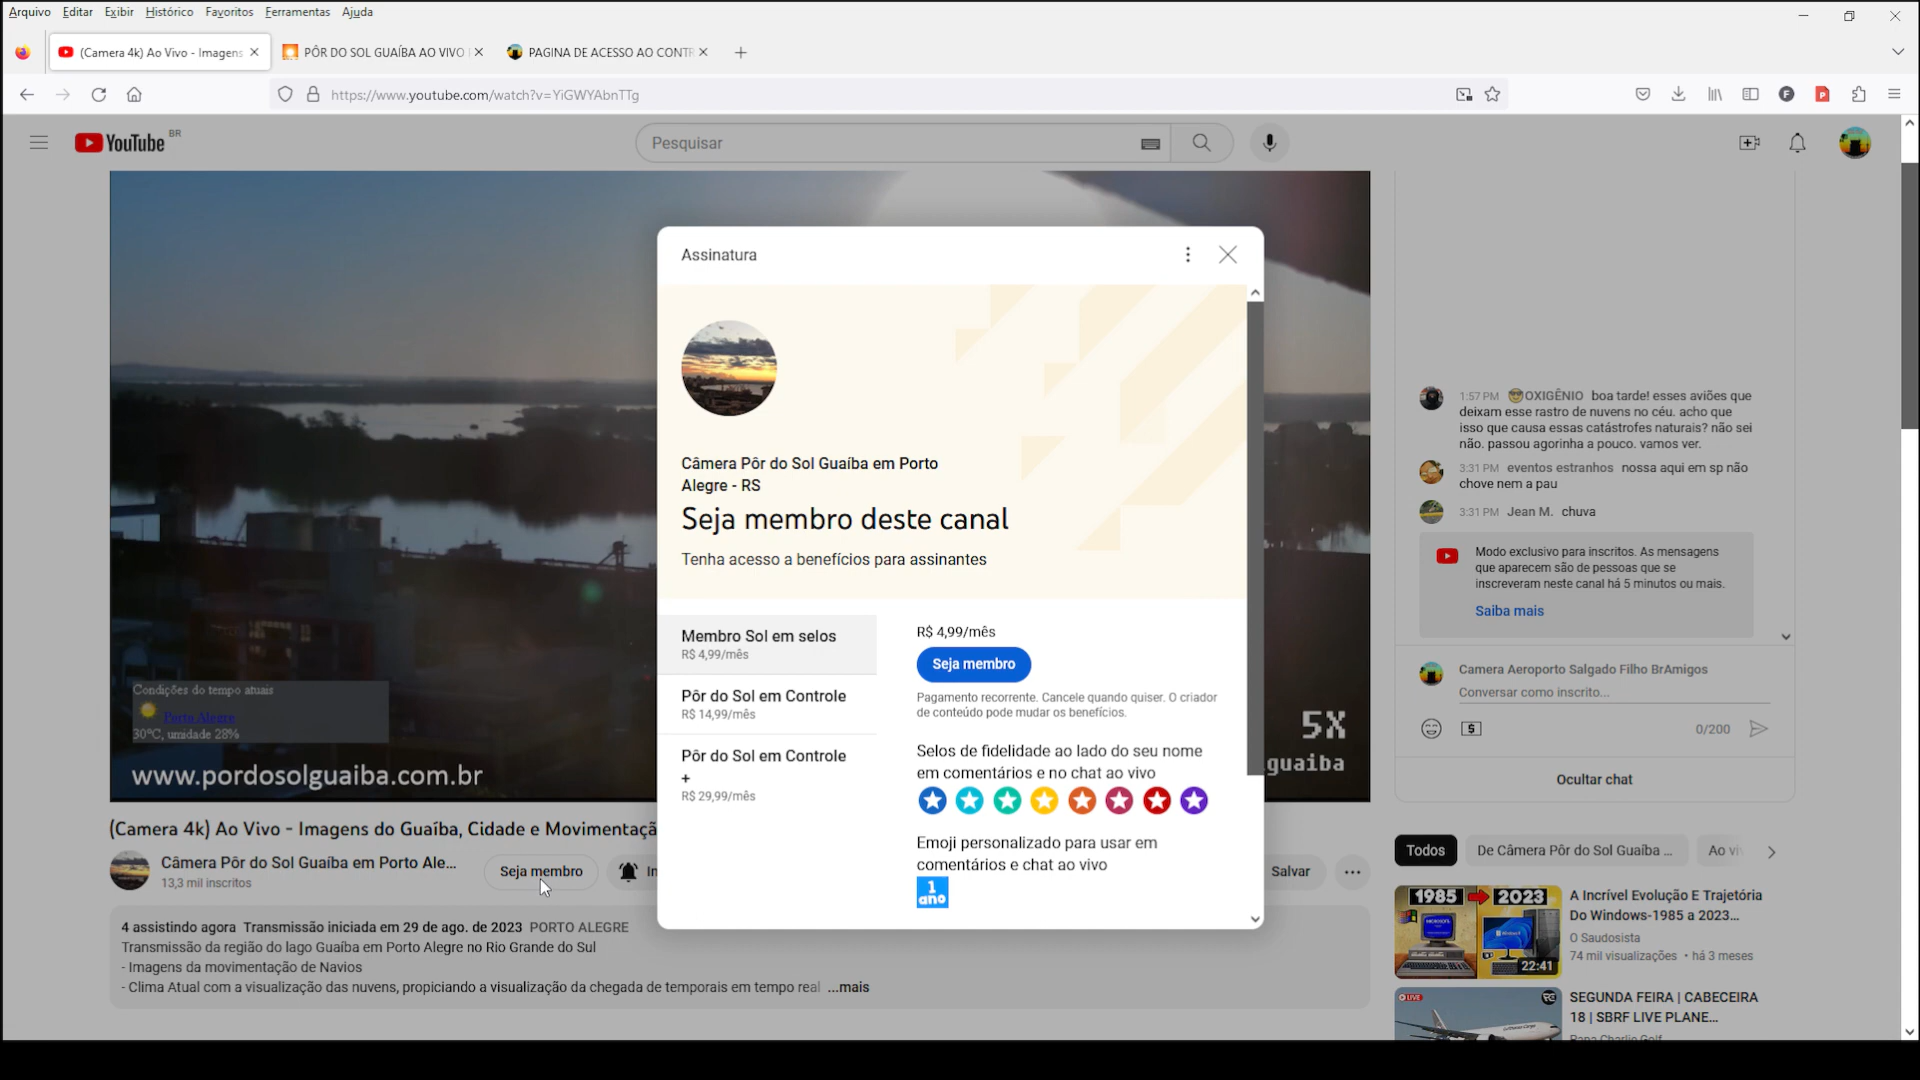 Arquivo Editar Exibir Histórico Favoritos Ferramentas Ajuda
(Camera 4k) Ao Vivo - Imagens
PÔR DO SOL GUAÍBA AO VIVO
PAGINA DE ACESSO AO CONTR
https://www.youtube.com/watch?v=YiGWYAbnTTg
YouTube BR
Pesquisar
Assinatura
Câmera Pôr do Sol Guaíba em Porto
Alegre - RS
Seja membro deste canal
Tenha acesso a benefícios para assinantes
Membro Sol em selos
R$ 4,99/mês
Pôr do Sol em Controle
R$ 14,99/mês
Pôr do Sol em Controle
+
R$ 29,99/mês
R$ 4,99/mês
Seja membro
Pagamento recorrente. Cancele quando quiser. O criador
de conteúdo pode mudar os benefícios.
Selos de fidelidade ao lado do seu nome
em comentários e no chat ao vivo
Emoji personalizado para usar em
comentários e chat ao vivo
1
ano
Condições do tempo atuais
Porto Alegre
30°C, umidade 28%
www.pordosolguaiba.com.br
5X
guaiba
(Camera 4k) Ao Vivo - Imagens do Guaíba, Cidade e Movimentaçã
Câmera Pôr do Sol Guaíba em Porto Ale...
13,3 mil inscritos
Seja membro
In
Salvar
4 assistindo agora Transmissão iniciada em 29 de ago. de 2023 PORTO ALEGRE
Transmissão da região do lago Guaíba em Porto Alegre no Rio Grande do Sul
- Imagens da movimentação de Navios
- Clima Atual com a visualização das nuvens, propiciando a visualização da chegada de temporais em tempo real ...mais
1:57 PM OXIGÊNIO boa tarde! esses aviões que
deixam esse rastro de nuvens no céu. acho que
isso que causa essas catástrofes naturais? não sei
não. passou agorinha a pouco. vamos ver.
3:31 PM eventos estranhos nossa aqui em sp não
chove nem a pau
3:31 PM Jean M. chuva
Modo exclusivo para inscritos. As mensagens
que aparecem são de pessoas que se
inscreveram neste canal há 5 minutos ou mais.
Saiba mais
Camera Aeroporto Salgado Filho BrAmigos
Conversar como inscrito...
0/200
Ocultar chat
Todos
De Câmera Pôr do Sol Guaíba ...
Ao viv
1985 2023
22:41
A Incrível Evolução E Trajetória
Do Windows-1985 a 2023...
O Saudosista
74 mil visualizações • há 3 meses
LIVE
SEGUNDA FEIRA | CABECEIRA
18 | SBRF LIVE PLANE...
Papa Charlie Golf